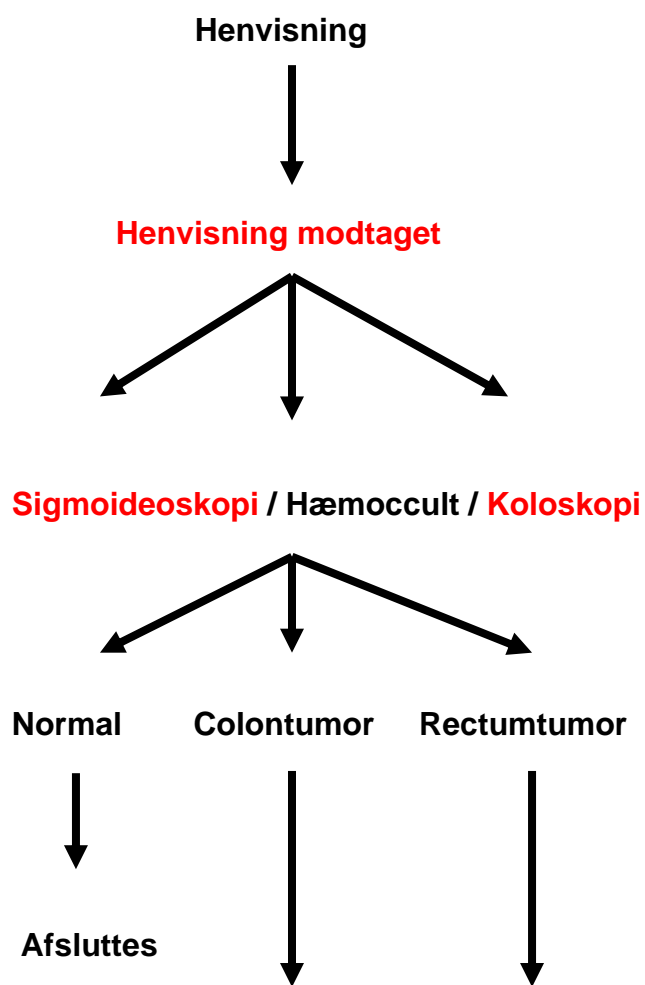 Henvisning
Henvisning modtaget
Sigmoideoskopi / Hæmoccult / Koloskopi
Normal Colontumor Rectumtumor
Afsluttes